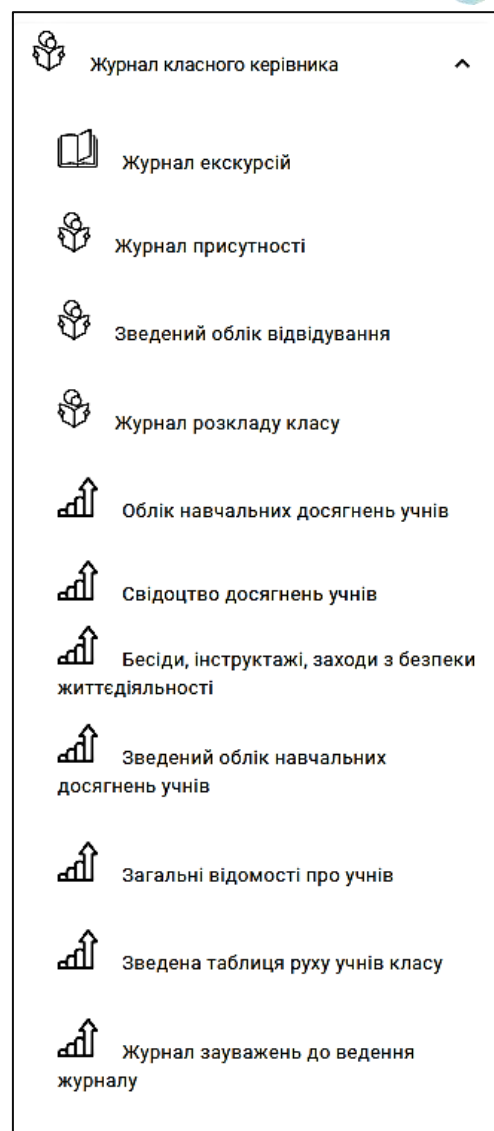 Журнал класного керівника
Журнал екскурсій
Журнал присутності
Зведений облік відвідування
Журнал розкладу класу
Облік навчальних досягнень учнів
Свідоцтво досягнень учнів
Бесіди, інструктажі, заходи з безпеки
життєдіяльності
Зведений облік навчальних
досягнень учнів
Загальні відомості про учнів
Зведена таблиця руху учнів класу
Журнал зауважень до ведення
журналу